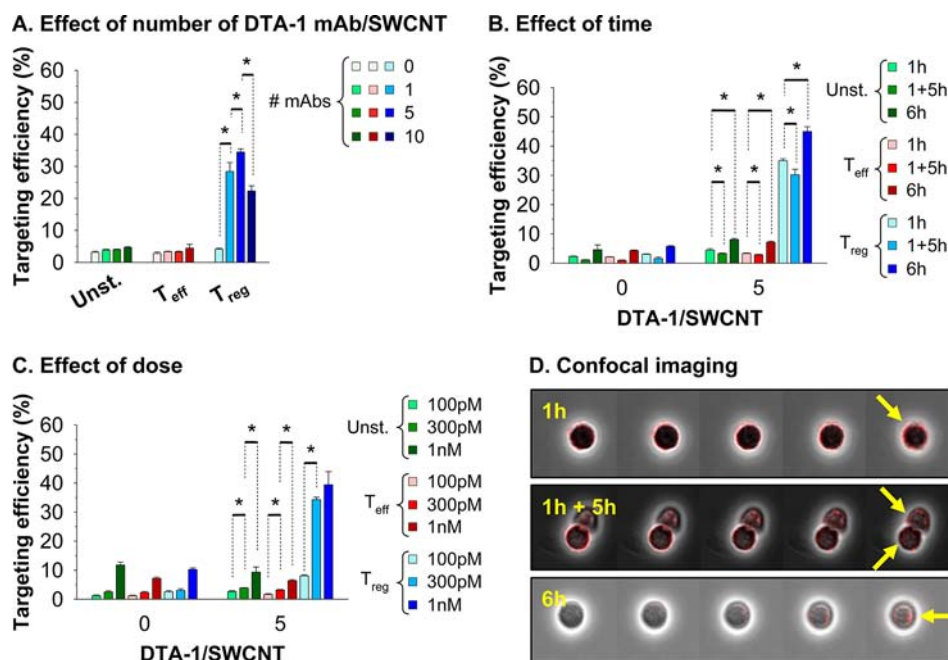 A. Effect of number of DTA-1 mAb/SWCNT
Targeting efficiency (%)
60
50
40
30
20
10
0
Unst.
Teff
Treg
# mAbs
0
1
5
10
*
*
*
B. Effect of time
Targeting efficiency (%)
60
50
40
30
20
10
0
*
*
*
*
*
*
0
5
DTA-1/SWCNT
Unst.
1h
1+5h
6h
Teff
1h
1+5h
6h
Treg
1h
1+5h
6h
C. Effect of dose
Targeting efficiency (%)
60
50
40
30
20
10
0
*
*
*
*
*
0
5
DTA-1/SWCNT
Unst.
100pM
300pM
1nM
Teff
100pM
300pM
1nM
Treg
100pM
300pM
1nM
D. Confocal imaging
1h
1h + 5h
6h